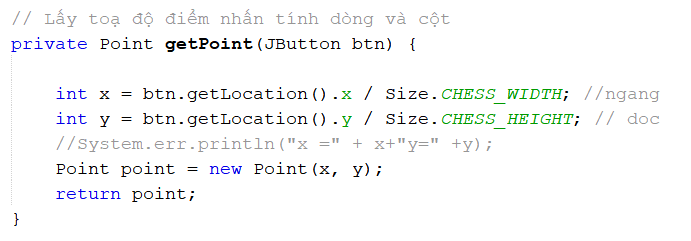 // Lấy toạ độ điểm nhấn tính dòng và cột
private Point getPoint(JButton btn) {
int x = btn.getLocation().x / Size.CHESS_WIDTH; //ngang
int y = btn.getLocation().y / Size.CHESS_HEIGHT; // doc
//System.err.println("x =" + x+"y=" +y);
Point point = new Point(x, y);
return point;
}